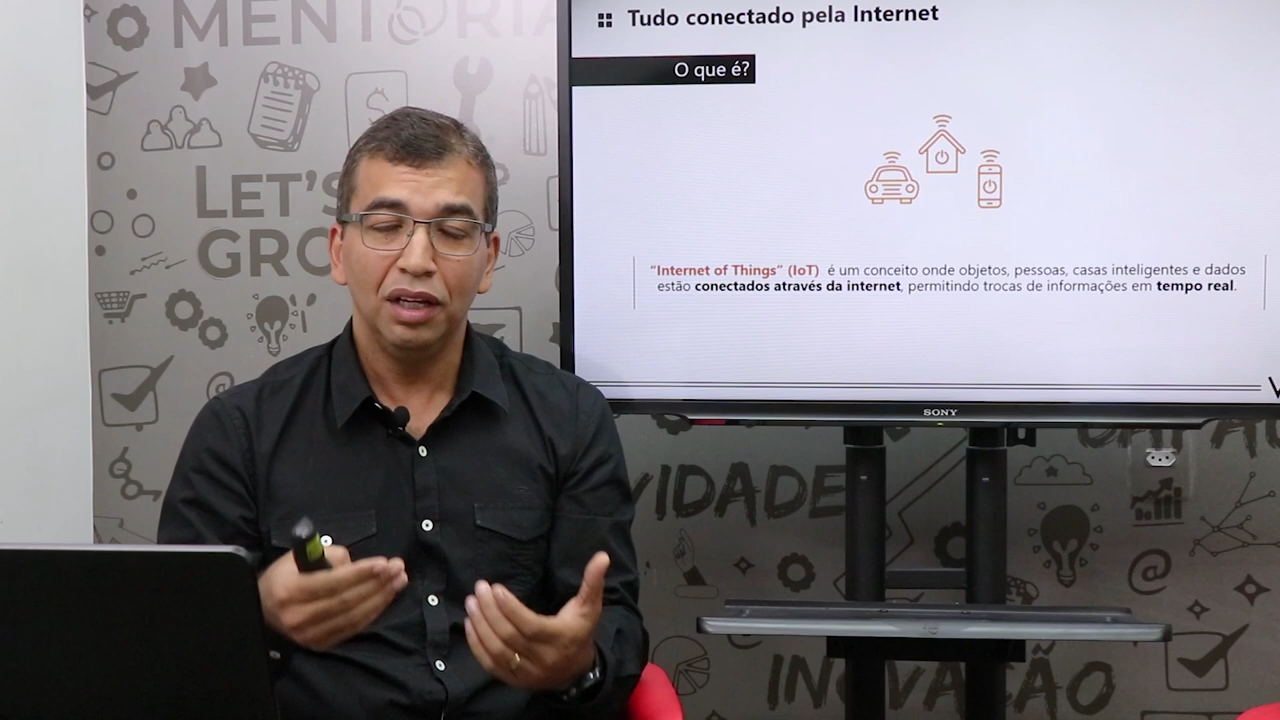 MENTORIA
Tudo conectado pela Internet
O que é?
LET'S
GRO
"Internet of Things" (IoT) é um conceito onde objetos, pessoas, casas inteligentes e dados
estão conectados através da internet, permitindo trocas de informações em tempo real.
SONY
VIDADE
INOVAÇÃO